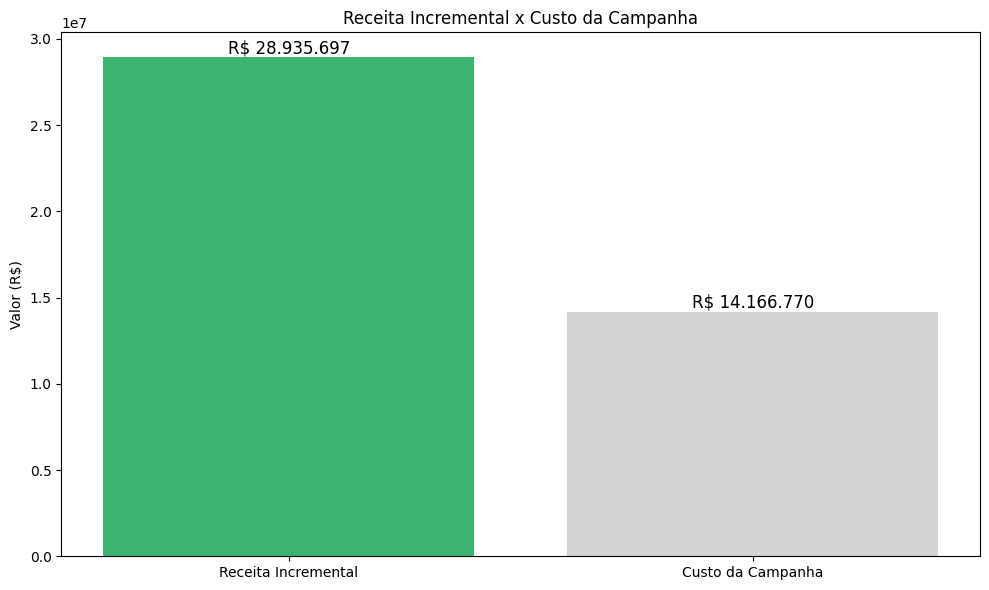 Receita Incremental x Custo da Campanha
1e7
3.0
2.5
2.0
1.5
1.0
0.5
0.0
Valor (R$)
R$ 28.935.697
R$ 14.166.770
Receita Incremental
Custo da Campanha